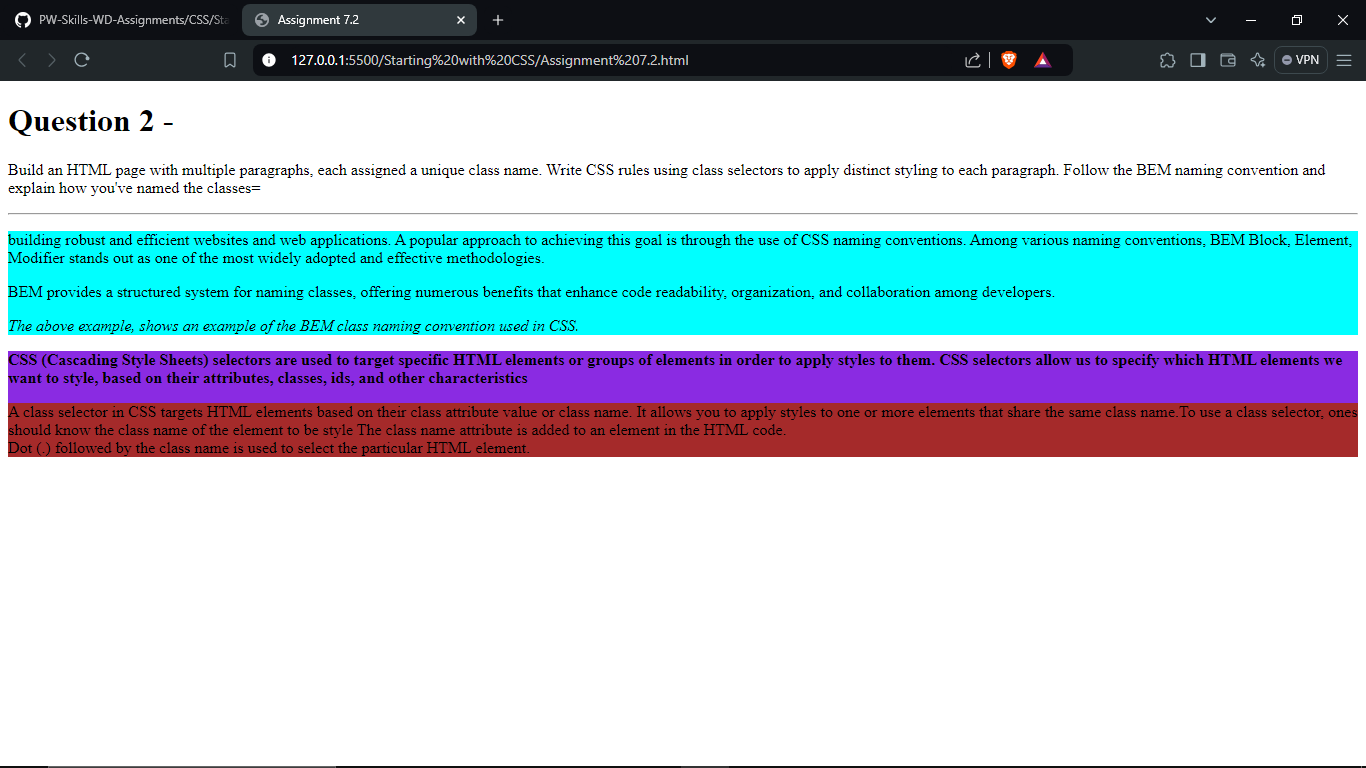 PW-Skills-WD-Assignments/CSS/Sta
Assignment 7.2
127.0.0.1:5500/Starting%20with%20CSS/Assignment%207.2.html
VPN
Question 2 -
Build an HTML page with multiple paragraphs, each assigned a unique class name. Write CSS rules using class selectors to apply distinct styling to each paragraph. Follow the BEM naming convention and
explain how you've named the classes=
building robust and efficient websites and web applications. A popular approach to achieving this goal is through the use of CSS naming conventions. Among various naming conventions, BEM Block, Element,
Modifier stands out as one of the most widely adopted and effective methodologies.
BEM provides a structured system for naming classes, offering numerous benefits that enhance code readability, organization, and collaboration among developers.
The above example, shows an example of the BEM class naming convention used in CSS.
CSS (Cascading Style Sheets) selectors are used to target specific HTML elements or groups of elements in order to apply styles to them. CSS selectors allow us to specify which HTML elements we
want to style, based on their attributes, classes, ids, and other characteristics
A class selector in CSS targets HTML elements based on their class attribute value or class name. It allows you to apply styles to one or more elements that share the same class name.To use a class selector, ones
should know the class name of the element to be style The class name attribute is added to an element in the HTML code.
Dot (.) followed by the class name is used to select the particular HTML element.